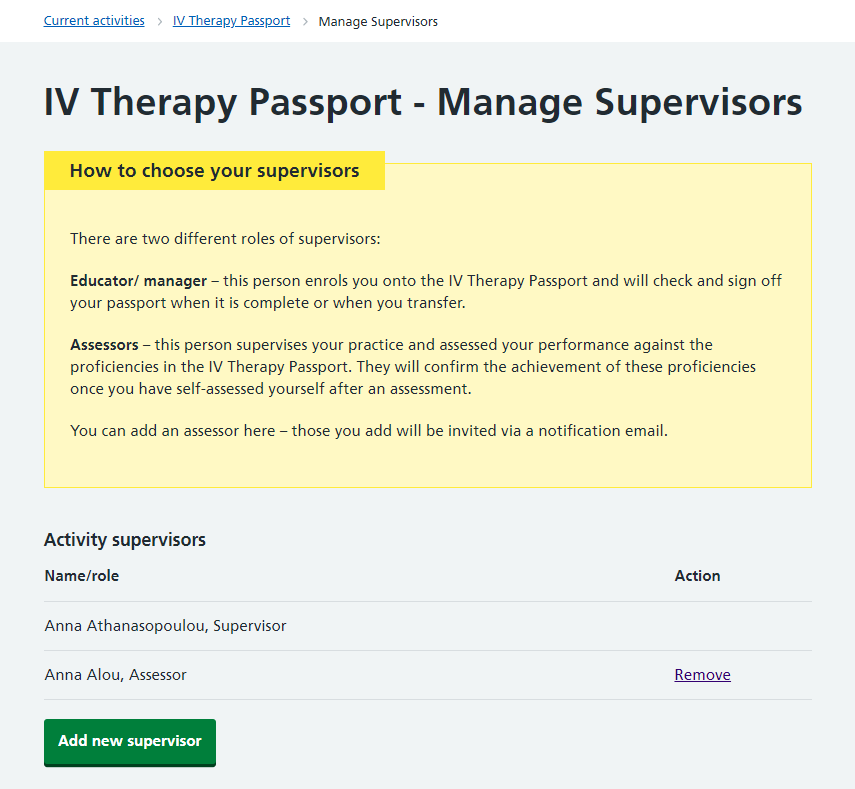 Current activities > IV Therapy Passport > Manage Supervisors
IV Therapy Passport - Manage Supervisors
How to choose your supervisors
There are two different roles of supervisors:
Educator/ manager – this person enrols you onto the IV Therapy Passport and will check and sign off
your passport when it is complete or when you transfer.
Assessors – this person supervises your practice and assessed your performance against the
proficiencies in the IV Therapy Passport. They will confirm the achievement of these proficiencies
once you have self-assessed yourself after an assessment.
You can add an assessor here – those you add will be invited via a notification email.
Activity supervisors
Name/role Action
Anna Athanasopoulou, Supervisor
Anna Alou, Assessor Remove
Add new supervisor